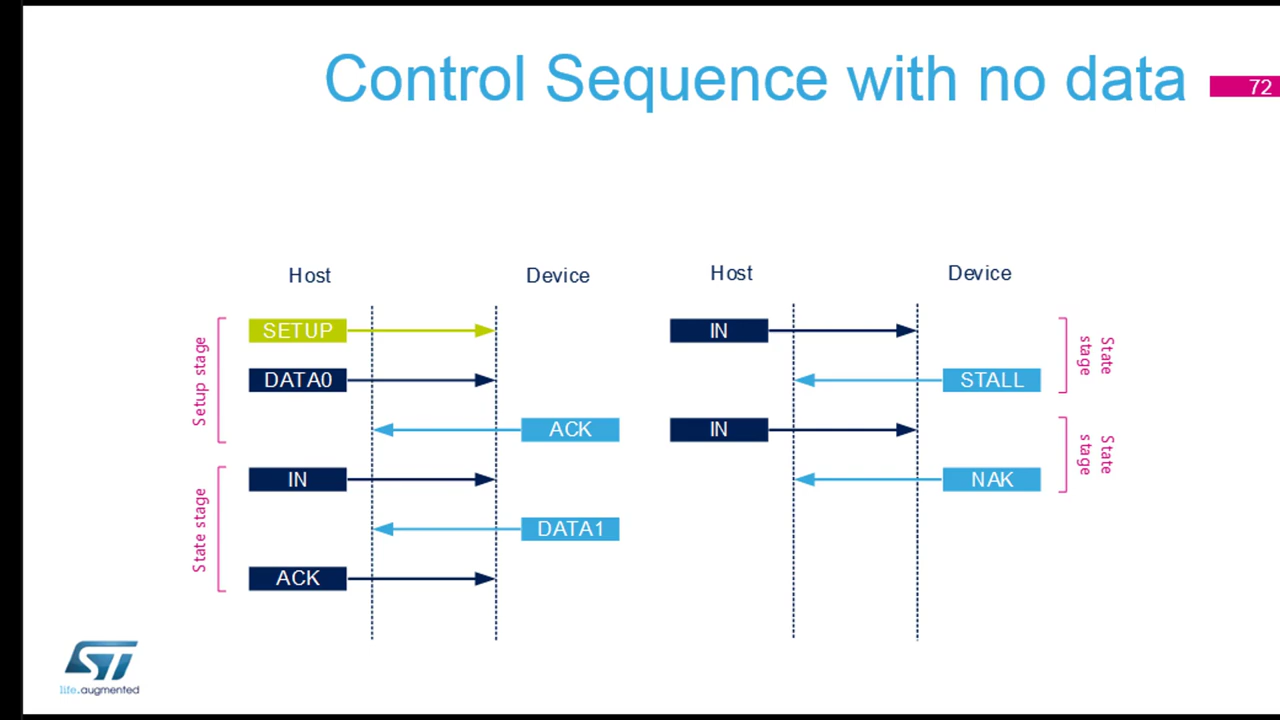 Control Sequence with no data
72
Host
Device
Setup stage
SETUP
DATA0
ACK
State stage
IN
DATA1
ACK
Host
Device
IN
STALL
State
stage
IN
NAK
State
stage
ST
life.augmented